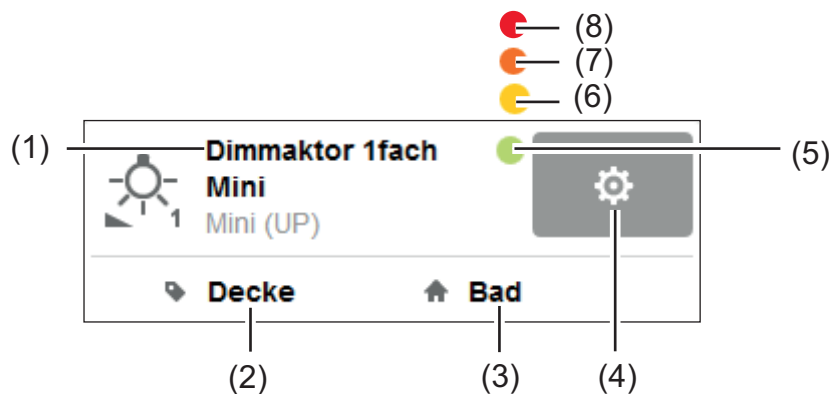 (8)
(7)
(6)
(1)
Dimmaktor 1fach
(5)
Mini
1
Mini (UP)
Decke
Bad
(2)
(3)
(4)